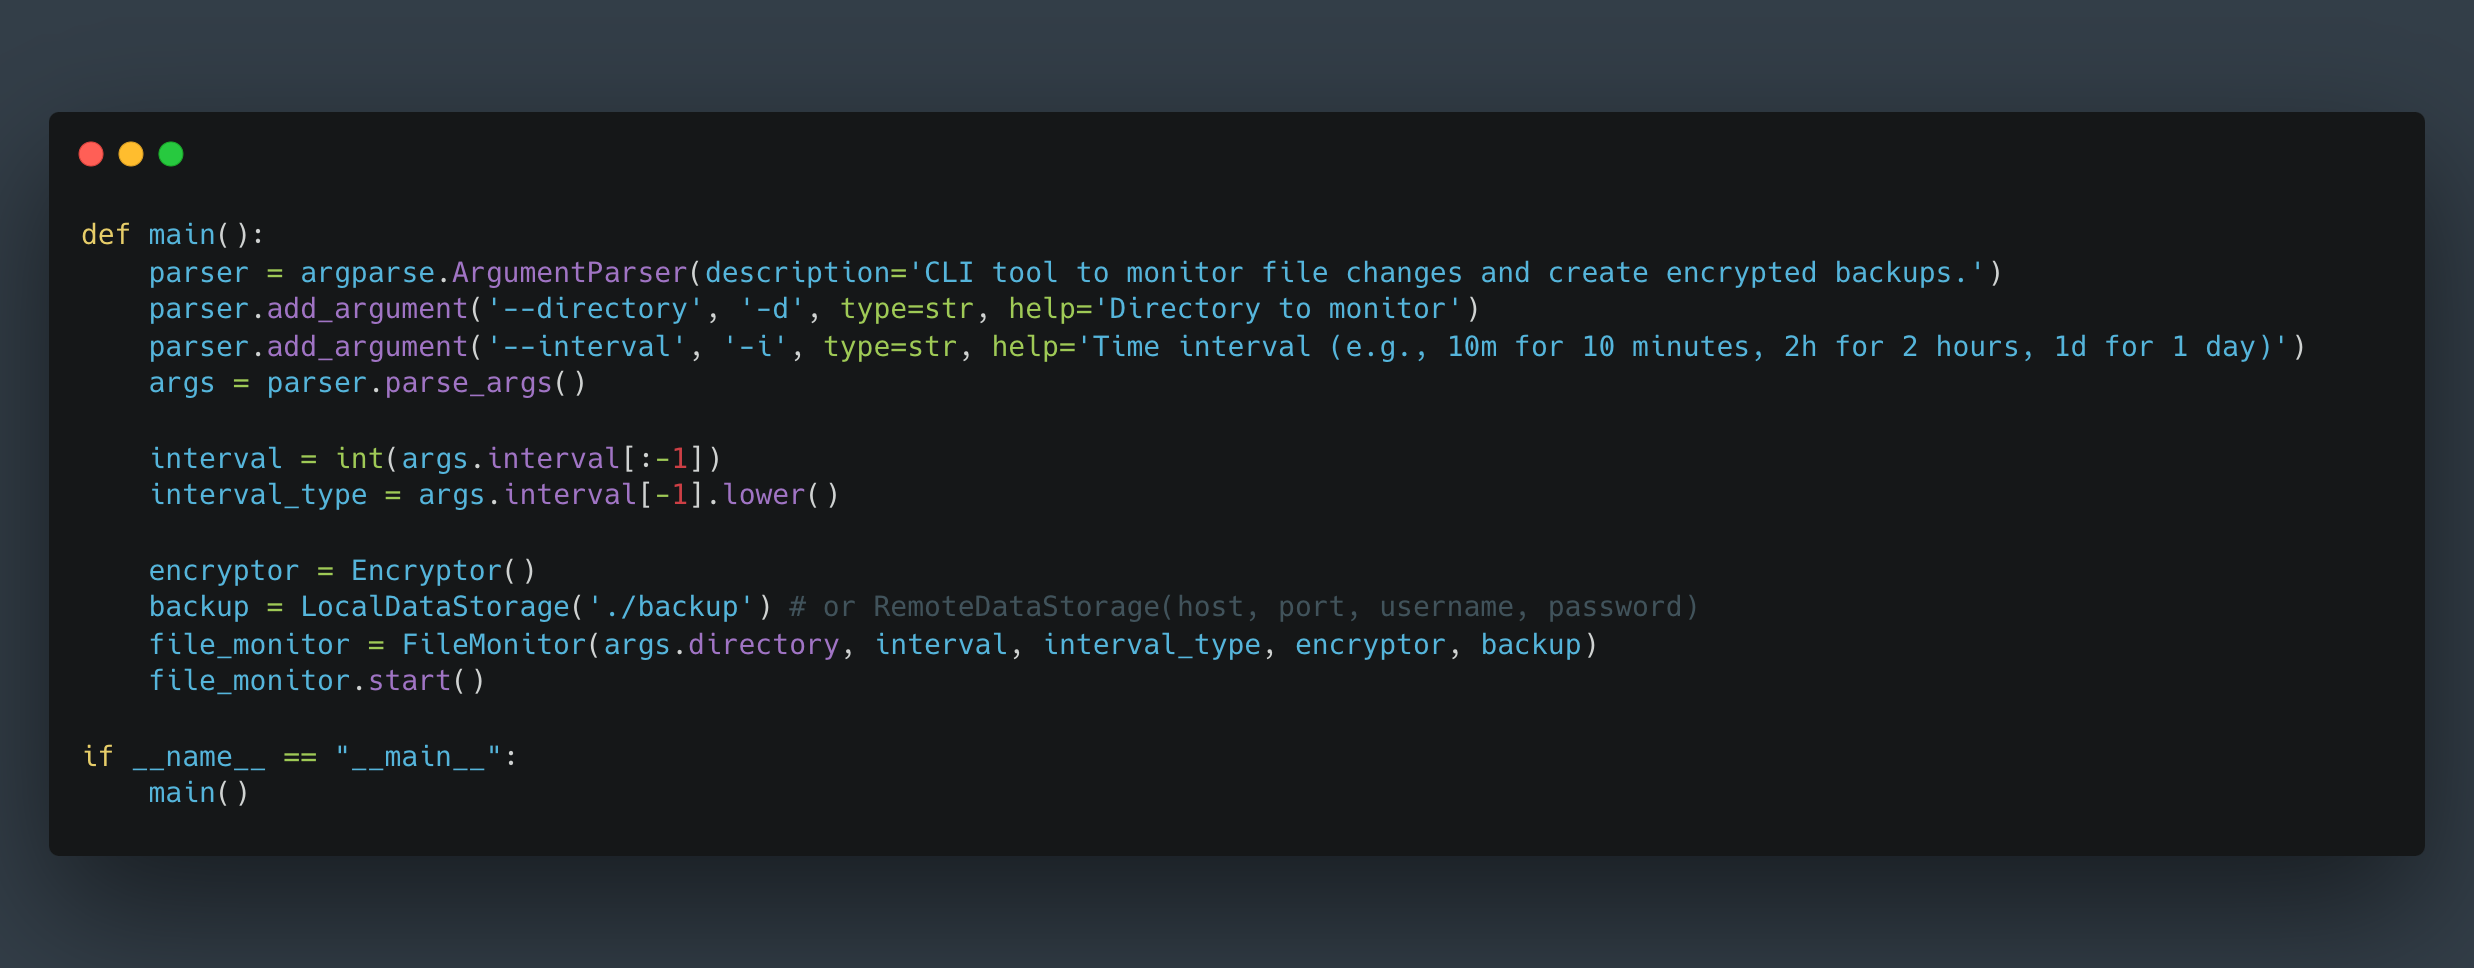 def main():
    parser = argparse.ArgumentParser(description='CLI tool to monitor file changes and create encrypted backups.')
    parser.add_argument('--directory', '-d', type=str, help='Directory to monitor')
    parser.add_argument('--interval', '-i', type=str, help='Time interval (e.g., 10m for 10 minutes, 2h for 2 hours, 1d for 1 day)')
    args = parser.parse_args()

    interval = int(args.interval[:-1])
    interval_type = args.interval[-1].lower()

    encryptor = Encryptor()
    backup = LocalDataStorage('./backup') # or RemoteDataStorage(host, port, username, password)
    file_monitor = FileMonitor(args.directory, interval, interval_type, encryptor, backup)
    file_monitor.start()

if __name__ == "__main__":
    main()